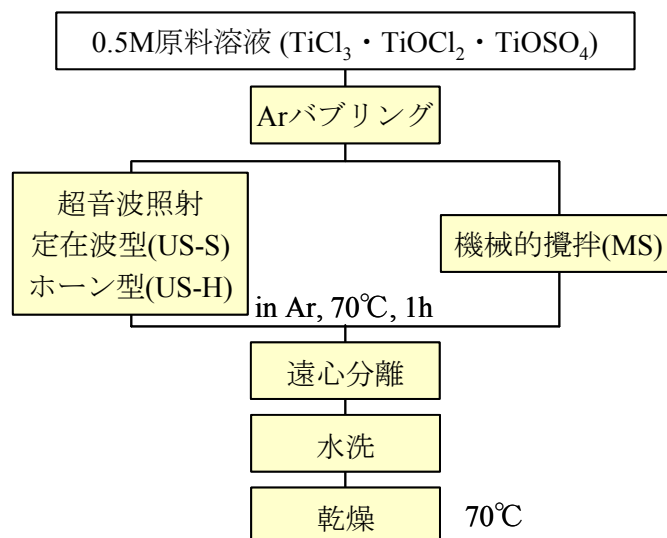 0.5M原料溶液 (TiCl₃・TiOCl₂・TiOSO₄)
Arバブリング
超音波照射
定在波型(US-S)
ホーン型(US-H)
機械的攪拌(MS)
in Ar, 70℃, 1h
遠心分離
水洗
乾燥
70℃